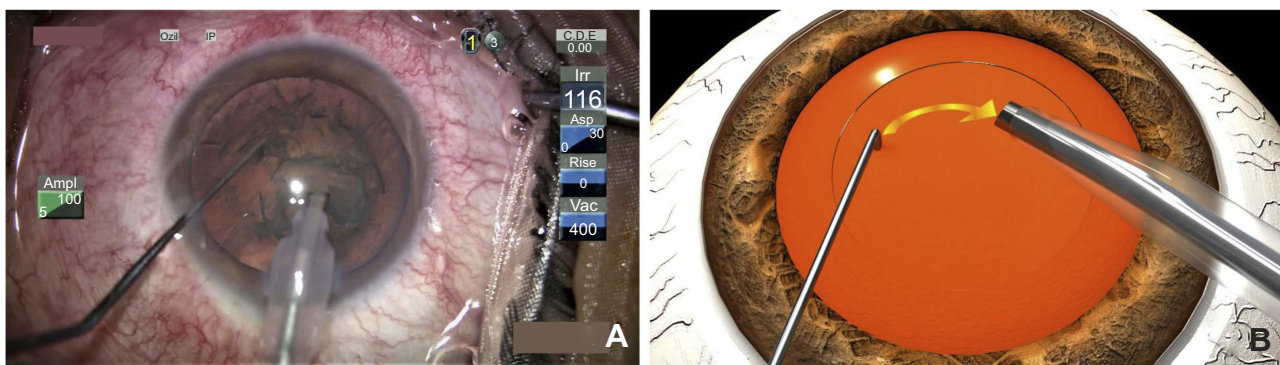 Ozil IP
1 3
C.D.E
0.00
Irr
116
Asp
30
0
Rise
0
Vac
400
Ampl
100
5
A
B